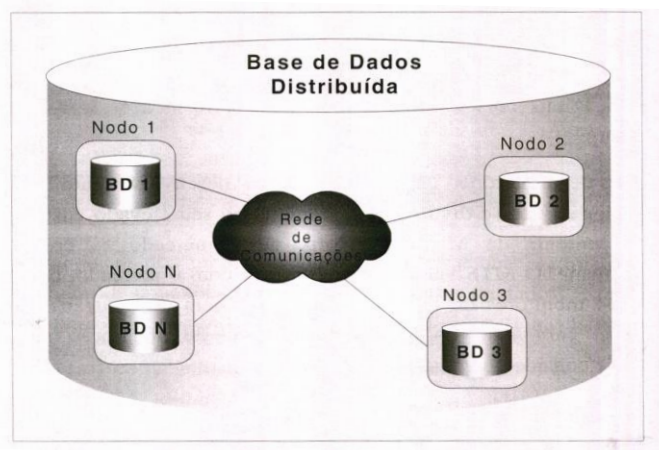 Base de Dados
Distribuída
Nodo 1
BD 1
Nodo 2
BD 2
Rede
de
Comunicações
Nodo N
BD N
Nodo 3
BD 3